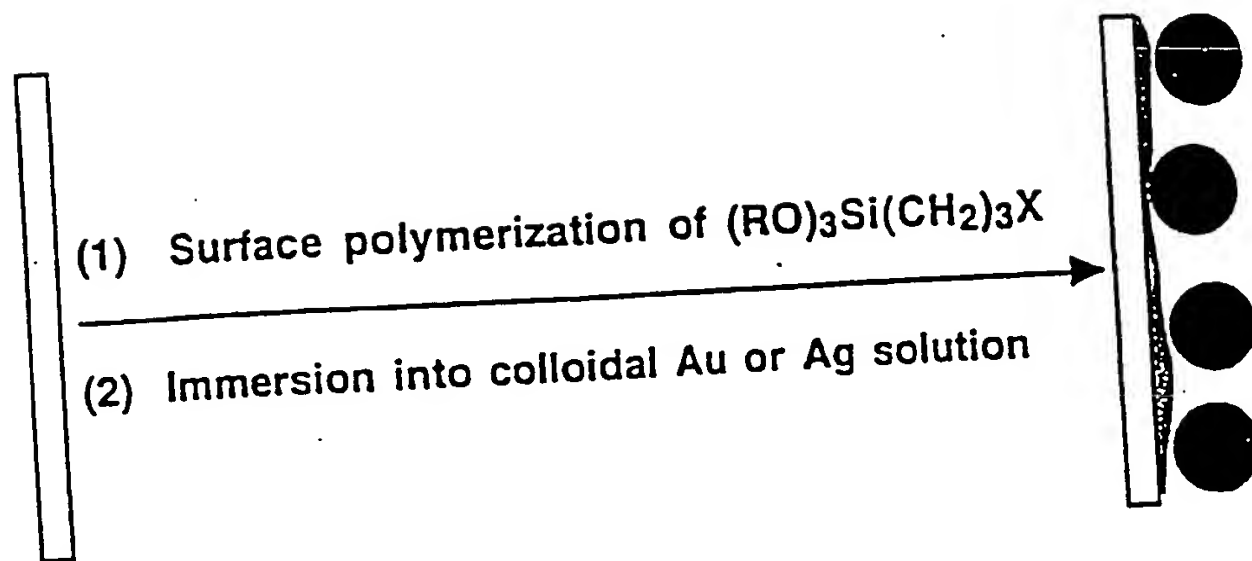 (1) Surface polymerization of (RO)₃Si(CH₂)₃X
(2) Immersion into colloidal Au or Ag solution